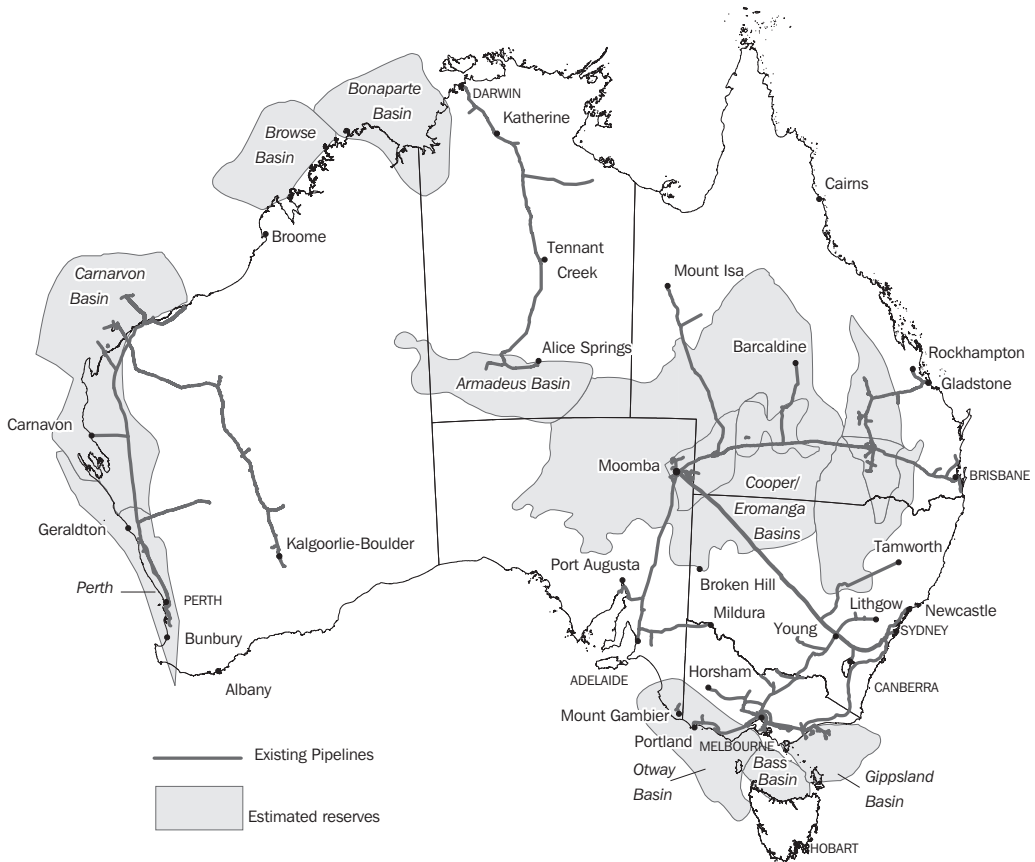 Bonaparte
Basin
DARWIN
Katherine
Browse
Basin
Cairns
Broome
Tennant
Creek
Carnarvon
Basin
Mount Isa
Alice Springs
Barcaldine
Rockhampton
Gladstone
Armadeus Basin
Carnavon
Moomba
Cooper/
Eromanga
Basins
BRISBANE
Geraldton
Kalgoorlie-Boulder
Tamworth
Port Augusta
Broken Hill
Perth
PERTH
Mildura
Lithgow
Newcastle
Young
SYDNEY
Bunbury
Albany
ADELAIDE
Horsham
CANBERRA
Mount Gambier
Portland
MELBOURNE
Existing Pipelines
Otway
Basin
Bass
Basin
Gippsland
Basin
Estimated reserves
HOBART